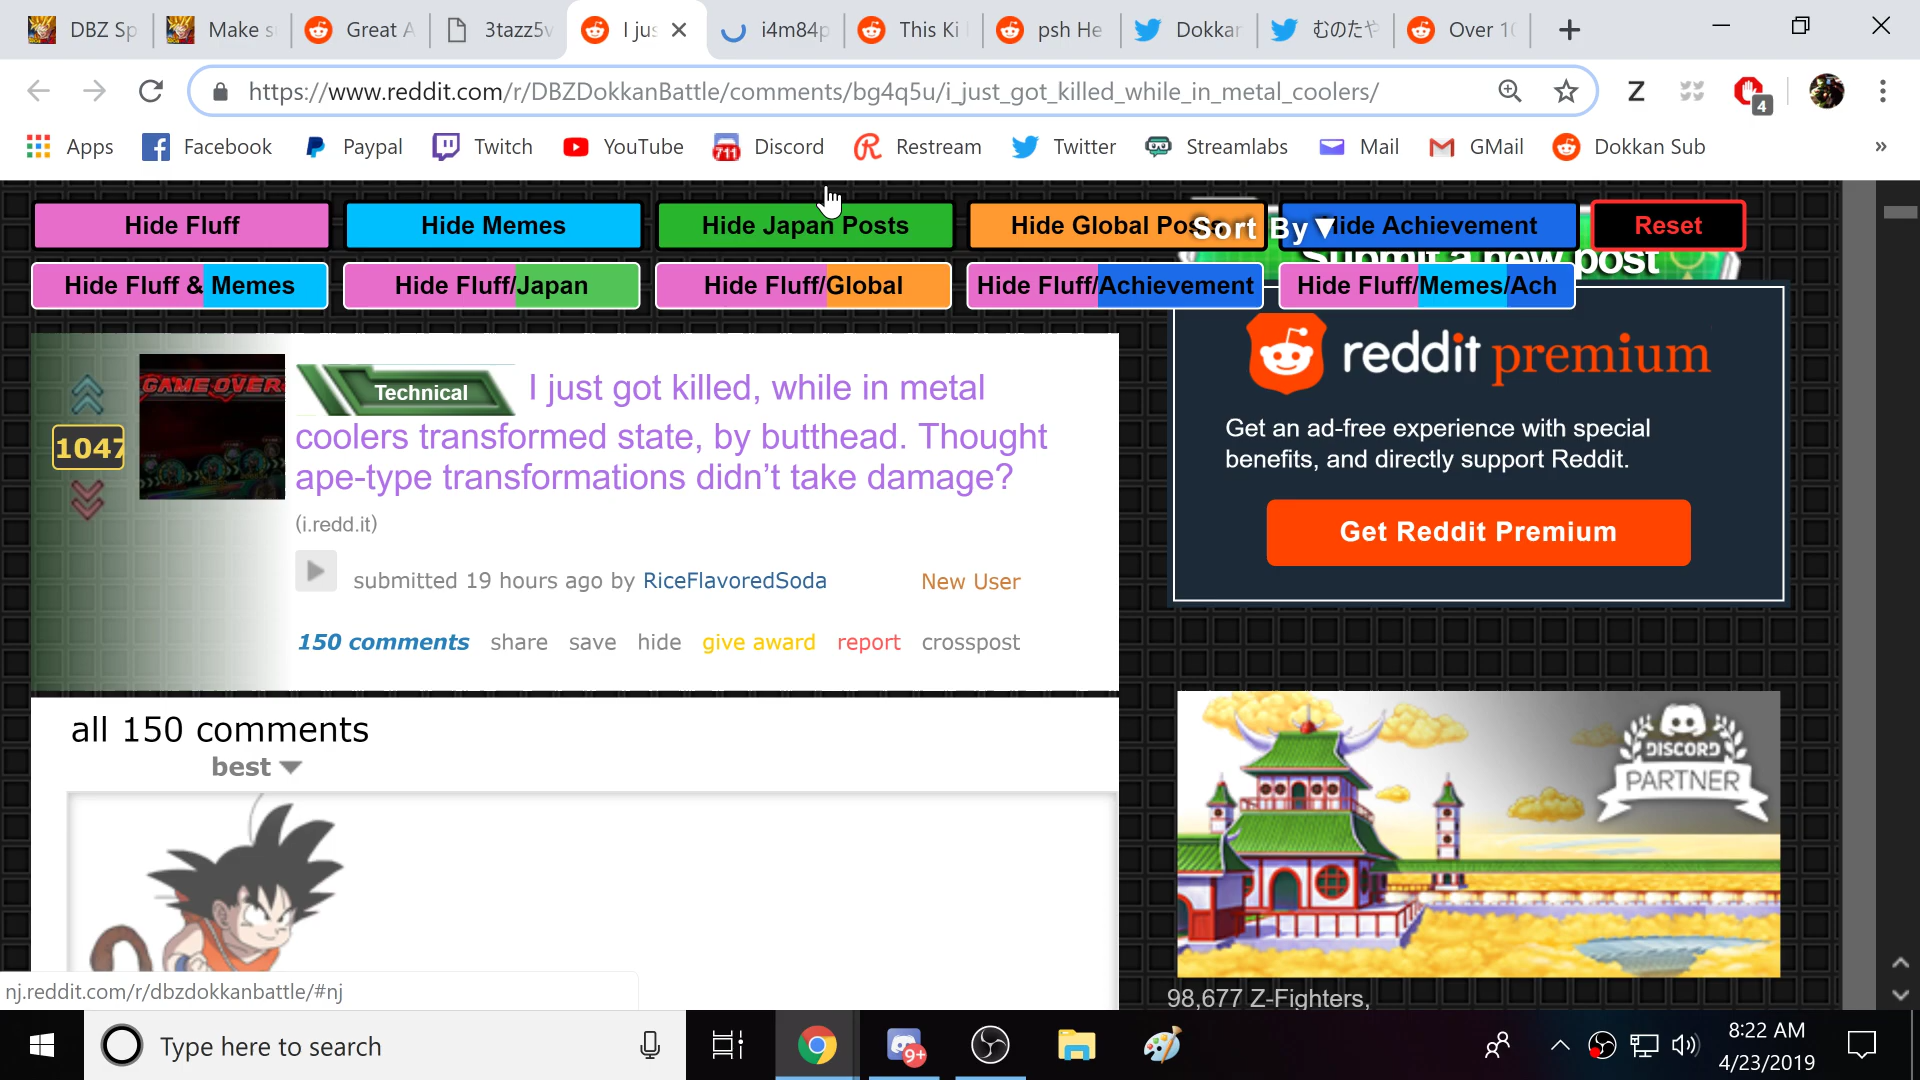 DBZ Sp
Make s
Great A
3tazz5v
I jus
i4m84p
This Ki
psh He
Dokkar
むのたや
Over 10
https://www.reddit.com/r/DBZDokkanBattle/comments/bg4q5u/i_just_got_killed_while_in_metal_coolers/
Z
4
Apps
Facebook
Paypal
Twitch
YouTube
711
Discord
Restream
Twitter
Streamlabs
Mail
GMail
Dokkan Sub
»
Hide Fluff
Hide Memes
Hide Japan Posts
Hide Global Pos
Sort By▼
ide Achievement
Reset
Submit a new post
Hide Fluff & Memes
Hide Fluff/Japan
Hide Fluff/Global
Hide Fluff/Achievement
Hide Fluff/Memes/Ach
1047
GAME OVER
Technical
I just got killed, while in metal
coolers transformed state, by butthead. Thought
ape-type transformations didn't take damage?
(i.redd.it)
submitted 19 hours ago by RiceFlavoredSoda
New User
150 comments share save hide give award report crosspost
all 150 comments
best
reddit premium
Get an ad-free experience with special
benefits, and directly support Reddit.
Get Reddit Premium
DISCORD
PARTNER
98,677 Z-Fighters,
nj.reddit.com/r/dbzdokkanbattle/#nj
Type here to search
9+
8:22 AM
4/23/2019